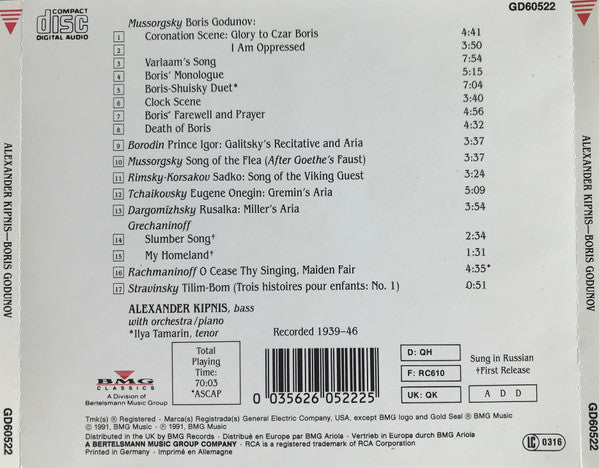 COMPACT
disc
DIGITAL AUDIO
GD60522
Mussorgsky Boris Godunov:
1 Coronation Scene: Glory to Czar Boris 4:41
2 I Am Oppressed 3:50
3 Varlaam's Song 7:54
4 Boris' Monologue 5:15
5 Boris-Shuisky Duet* 7:04
6 Clock Scene 3:40
7 Boris' Farewell and Prayer 4:56
8 Death of Boris 4:32
9 Borodin Prince Igor: Galitsky's Recitative and Aria 3:37
10 Mussorgsky Song of the Flea (After Goethe's Faust) 3:37
11 Rimsky-Korsakov Sadko: Song of the Viking Guest 3:24
12 Tchaikovsky Eugene Onegin: Gremin's Aria 5:09
13 Dargomïzhsky Rusalka: Miller's Aria 3:54
Grechaninoff
14 Slumber Song† 2:34
15 My Homeland† 1:31
16 Rachmaninoff O Cease Thy Singing, Maiden Fair 4:35*
17 Stravinsky Tilim-Bom (Trois histoires pour enfants: No. 1) 0:51
ALEXANDER KIPNIS, bass
with orchestra/piano
*Ilya Tamarin, tenor
Recorded 1939-46
BMG
CLASSICS
A Division of
Bertelsmann Music Group
Total
Playing
Time:
70:03
*ASCAP
0 035626 052225
D: QH
F: RC610
UK: QK
Sung in Russian
†First Release
A D D
Tmk(s) ® Registered · Marca(s) Registrada(s) General Electric Company, USA, except BMG logo and Gold Seal ® BMG Music
© 1991, BMG Music · ℗ 1991, BMG Music
Distributed in the UK by BMG Records · Distribué en Europe par BMG Ariola · Vertrieb in Europa durch BMG Ariola
A BERTELSMANN MUSIC GROUP COMPANY · RCA is a registered trademark of RCA Corporation
Printed in Germany · Imprimé en Allemagne
LC 0316
ALEXANDER KIPNIS—BORIS GODUNOV
GD60522
ALEXANDER KIPNIS—BORIS GODUNOV
GD60522